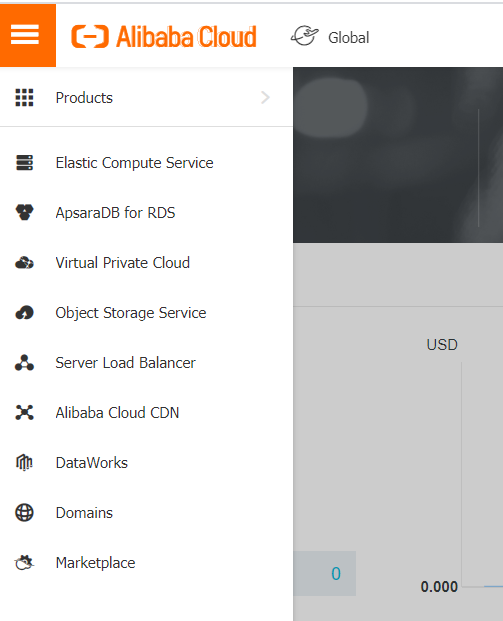 Alibaba Cloud
Global
Products
Elastic Compute Service
ApsaraDB for RDS
Virtual Private Cloud
Object Storage Service
Server Load Balancer
Alibaba Cloud CDN
DataWorks
Domains
Marketplace
USD
0
0.000